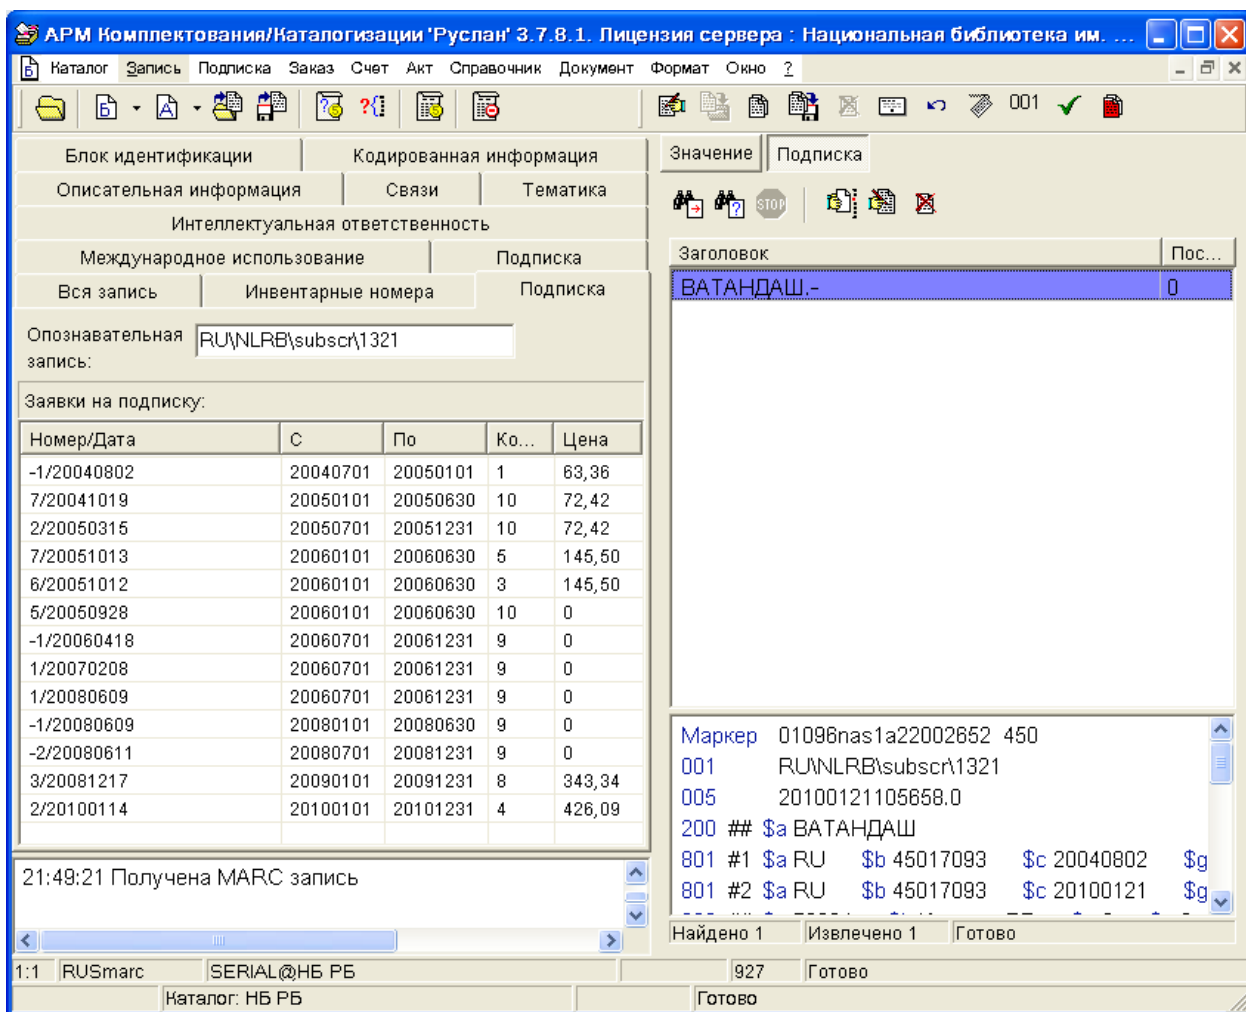 АРМ Комплектования/Каталогизации 'Руслан' 3.7.8.1. Лицензия сервера : Национальная библиотека им. ...
Каталог Запись Подписка Заказ Счет Акт Справочник Документ Формат Окно ?
001
Блок идентификации Кодированная информация
Описательная информация Связи Тематика
Интеллектуальная ответственность
Международное использование Подписка
Вся запись Инвентарные номера Подписка
Опознавательная запись: RU\NLRB\subscr\1321
Заявки на подписку:
Номер/Дата С По Ко... Цена
-1/20040802 20040701 20050101 1 63,36
7/20041019 20050101 20050630 10 72,42
2/20050315 20050701 20051231 10 72,42
7/20051013 20060101 20060630 5 145,50
6/20051012 20060101 20060630 3 145,50
5/20050928 20060101 20060630 10 0
-1/20060418 20060701 20061231 9 0
1/20070208 20060701 20061231 9 0
1/20080609 20060701 20061231 9 0
-1/20080609 20080101 20080630 9 0
-2/20080611 20080701 20081231 9 0
3/20081217 20090101 20091231 8 343,34
2/20100114 20100101 20101231 4 426,09
21:49:21 Получена MARC запись
Значение Подписка
STOP
Заголовок Пос...
ВАТАНДАШ.- 0
Маркер 01096nas1a22002652 450
001 RU\NLRB\subscr\1321
005 20100121105658.0
200 ## $a ВАТАНДАШ
801 #1 $a RU $b 45017093 $c 20040802 $g
801 #2 $a RU $b 45017093 $c 20100121 $g
Найдено 1 Извлечено 1 Готово
1:1 RUSmarc SERIAL@НБ РБ 927 Готово
Каталог: НБ РБ Готово